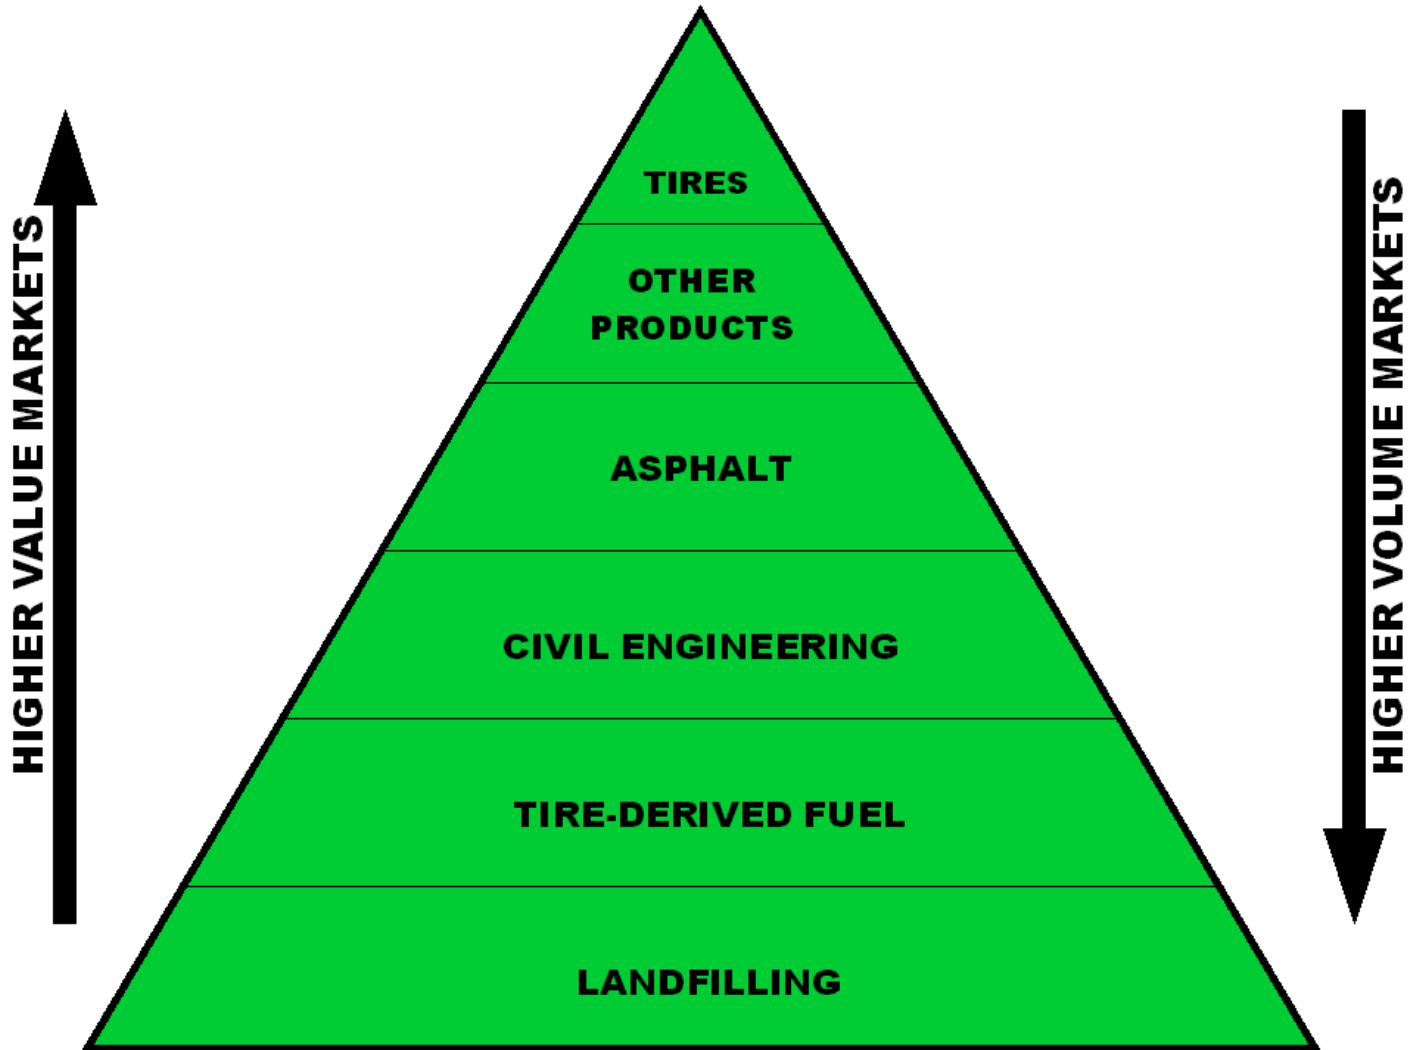 HIGHER VALUE MARKETS
TIRES
OTHER
PRODUCTS
ASPHALT
CIVIL ENGINEERING
TIRE-DERIVED FUEL
LANDFILLING
HIGHER VOLUME MARKETS